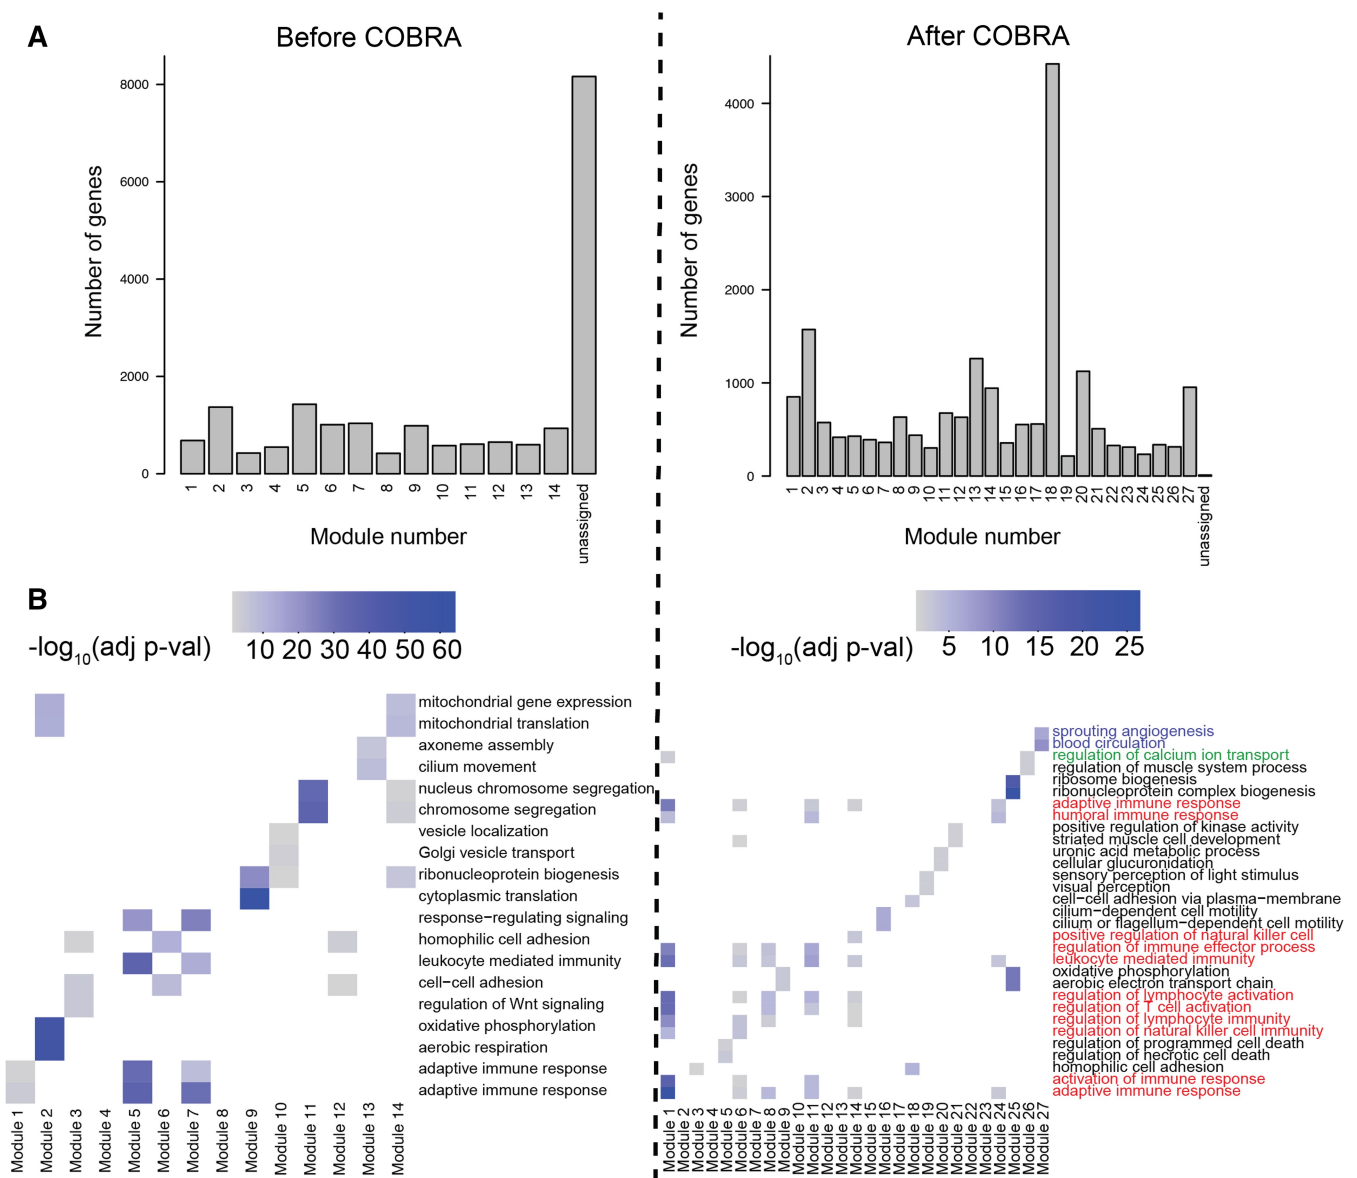 A
Before COBRA
After COBRA
Number of genes
8000
6000
4000
2000
0
1 2 3 4 5 6 7 8 9 10 11 12 13 14 unassigned
Module number
Number of genes
4000
3000
2000
1000
0
1 2 3 4 5 6 7 8 9 10 11 12 13 14 15 16 17 18 19 20 21 22 23 24 25 26 27 unassigned
Module number
B
-log10(adj p-val)
10 20 30 40 50 60
mitochondrial gene expression
mitochondrial translation
axoneme assembly
cilium movement
nucleus chromosome segregation
chromosome segregation
vesicle localization
Golgi vesicle transport
ribonucleoprotein biogenesis
cytoplasmic translation
response−regulating signaling
homophilic cell adhesion
leukocyte mediated immunity
cell−cell adhesion
regulation of Wnt signaling
oxidative phosphorylation
aerobic respiration
adaptive immune response
adaptive immune response
Module 1
Module 2
Module 3
Module 4
Module 5
Module 6
Module 7
Module 8
Module 9
Module 10
Module 11
Module 12
Module 13
Module 14
-log10(adj p-val)
5 10 15 20 25
sprouting angiogenesis
blood circulation
regulation of calcium ion transport
regulation of muscle system process
ribosome biogenesis
ribonucleoprotein complex biogenesis
adaptive immune response
humoral immune response
positive regulation of kinase activity
striated muscle cell development
uronic acid metabolic process
cellular glucuronidation
sensory perception of light stimulus
visual perception
cell−cell adhesion via plasma−membrane
cilium−dependent cell motility
cilium or flagellum−dependent cell motility
positive regulation of natural killer cell
regulation of immune effector process
leukocyte mediated immunity
oxidative phosphorylation
aerobic electron transport chain
regulation of lymphocyte activation
regulation of T cell activation
regulation of lymphocyte immunity
regulation of natural killer cell immunity
regulation of programmed cell death
regulation of necrotic cell death
homophilic cell adhesion
activation of immune response
adaptive immune response
Module 1
Module 2
Module 3
Module 4
Module 5
Module 6
Module 7
Module 8
Module 9
Module 10
Module 11
Module 12
Module 13
Module 14
Module 15
Module 16
Module 17
Module 18
Module 19
Module 20
Module 21
Module 22
Module 23
Module 24
Module 25
Module 26
Module 27